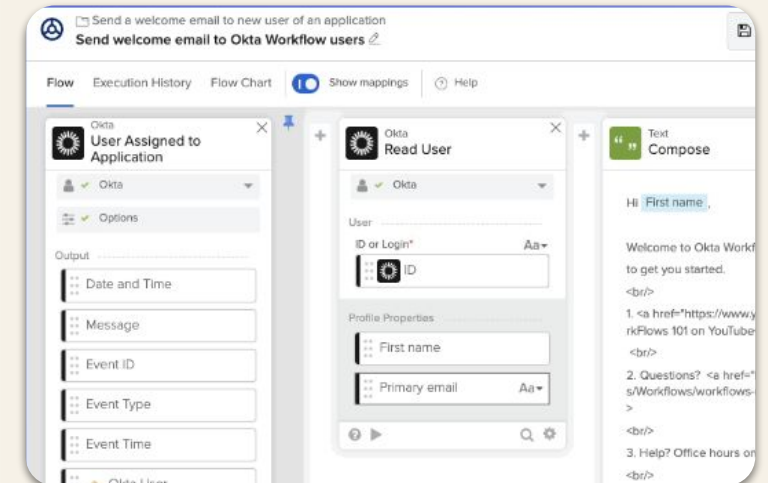 Send a welcome email to new user of an application
Send welcome email to Okta Workflow users
Flow Execution History Flow Chart Show mappings Help
Okta
User Assigned to
Application
Okta
Options
Output
Date and Time
Message
Event ID
Event Type
Event Time
Okta User
Okta
Read User
Okta
User
ID or Login* Aa
ID
Profile Properties
First name
Primary email Aa
Text
Compose
Hi First name ,
Welcome to Okta Workf
to get you started.
<br/>
1. <a href="https://www.y
rkFlows 101 on YouTube
<br/>
2. Questions? <a href="
s/Workflows/workflows-
>
<br/>
3. Help? Office hours on
<br/>